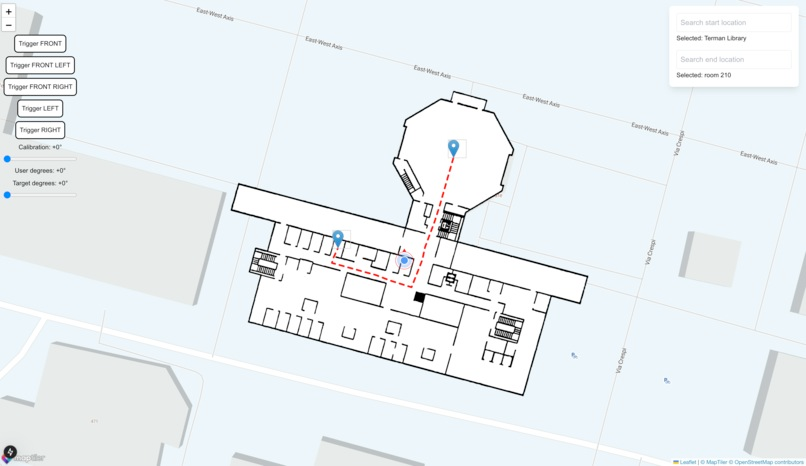 +
−
Trigger FRONT
Trigger FRONT LEFT
Trigger FRONT RIGHT
Trigger LEFT
Trigger RIGHT
Calibration: +0°
User degrees: +0°
Target degrees: +0°
East-West Axis
East-West Axis
East-West Axis
East-West Axis
East-West Axis
East-West Axis
Via Crespi
Via Crespi
Via Crespi
Search start location
Selected: Terman Library
Search end location
Selected: room 210
maptiler
Leaflet | © MapTiler © OpenStreetMap contributors